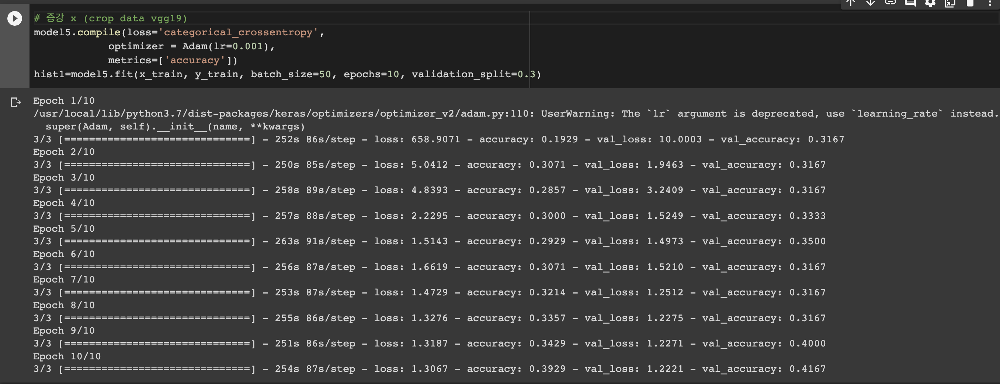 # 증강 x (crop data vgg19)
model5.compile(loss='categorical_crossentropy',
            optimizer = Adam(lr=0.001),
            metrics=['accuracy'])
hist1=model5.fit(x_train, y_train, batch_size=50, epochs=10, validation_split=0.3)
Epoch 1/10
/usr/local/lib/python3.7/dist-packages/keras/optimizers/optimizer_v2/adam.py:110: UserWarning: The `lr` argument is deprecated, use `learning_rate` instead.
  super(Adam, self).__init__(name, **kwargs)
3/3 [==============================] - 252s 86s/step - loss: 658.9071 - accuracy: 0.1929 - val_loss: 10.0003 - val_accuracy: 0.3167
Epoch 2/10
3/3 [==============================] - 250s 85s/step - loss: 5.0412 - accuracy: 0.3071 - val_loss: 1.9463 - val_accuracy: 0.3167
Epoch 3/10
3/3 [==============================] - 258s 89s/step - loss: 4.8393 - accuracy: 0.2857 - val_loss: 3.2409 - val_accuracy: 0.3167
Epoch 4/10
3/3 [==============================] - 257s 88s/step - loss: 2.2295 - accuracy: 0.3000 - val_loss: 1.5249 - val_accuracy: 0.3333
Epoch 5/10
3/3 [==============================] - 263s 91s/step - loss: 1.5143 - accuracy: 0.2929 - val_loss: 1.4973 - val_accuracy: 0.3500
Epoch 6/10
3/3 [==============================] - 256s 87s/step - loss: 1.6619 - accuracy: 0.3071 - val_loss: 1.5210 - val_accuracy: 0.3167
Epoch 7/10
3/3 [==============================] - 253s 87s/step - loss: 1.4729 - accuracy: 0.3214 - val_loss: 1.2512 - val_accuracy: 0.3167
Epoch 8/10
3/3 [==============================] - 255s 86s/step - loss: 1.3276 - accuracy: 0.3357 - val_loss: 1.2275 - val_accuracy: 0.3167
Epoch 9/10
3/3 [==============================] - 251s 86s/step - loss: 1.3187 - accuracy: 0.3429 - val_loss: 1.2271 - val_accuracy: 0.4000
Epoch 10/10
3/3 [==============================] - 254s 87s/step - loss: 1.3067 - accuracy: 0.3929 - val_loss: 1.2221 - val_accuracy: 0.4167